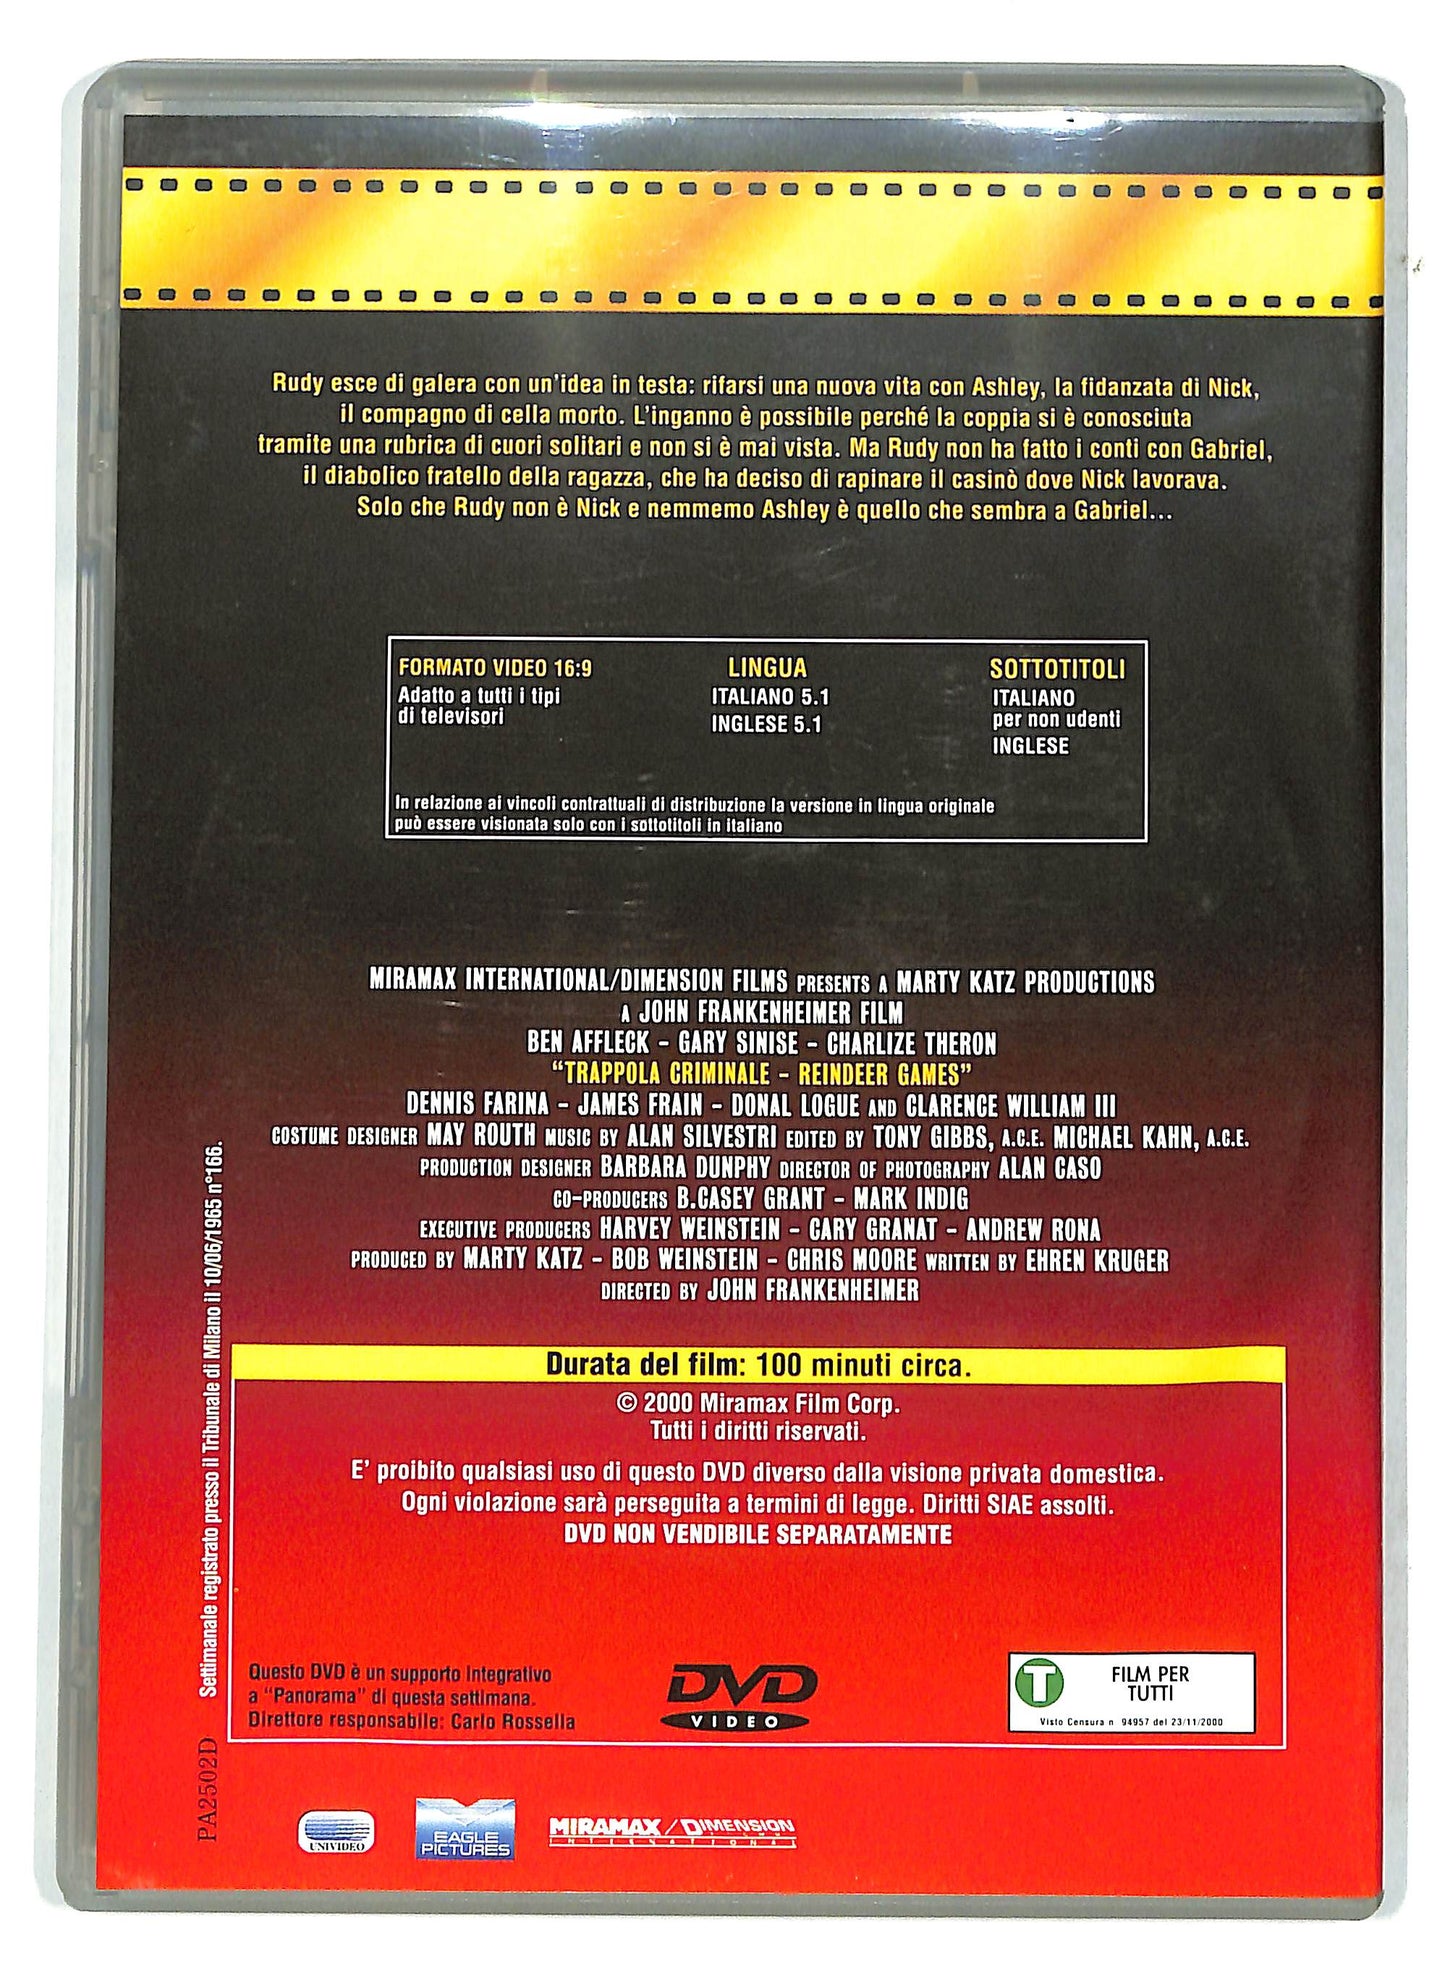 Rudy esce di galera con un'idea in testa: rifarsi una nuova vita con Ashley, la fidanzata di Nick,
il compagno di cella morto. L'inganno è possibile perché la coppia si è conosciuta
tramite una rubrica di cuori solitari e non si è mai vista. Ma Rudy non ha fatto i conti con Gabriel,
il diabolico fratello della ragazza, che ha deciso di rapinare il casinò dove Nick lavorava.
Solo che Rudy non è Nick e nemmemo Ashley è quello che sembra a Gabriel...
FORMATO VIDEO 16:9
Adatto a tutti i tipi
di televisori
LINGUA
ITALIANO 5.1
INGLESE 5.1
SOTTOTITOLI
ITALIANO
per non udenti
INGLESE
In relazione ai vincoli contrattuali di distribuzione la versione in lingua originale
può essere visionata solo con i sottotitoli in italiano
MIRAMAX INTERNATIONAL/DIMENSION FILMS PRESENTS A MARTY KATZ PRODUCTIONS
A JOHN FRANKENHEIMER FILM
BEN AFFLECK - GARY SINISE - CHARLIZE THERON
"TRAPPOLA CRIMINALE - REINDEER GAMES"
DENNIS FARINA - JAMES FRAIN - DONAL LOGUE AND CLARENCE WILLIAM III
COSTUME DESIGNER MAY ROUTH MUSIC BY ALAN SILVESTRI EDITED BY TONY GIBBS, A.C.E. MICHAEL KAHN, A.C.E.
PRODUCTION DESIGNER BARBARA DUNPHY DIRECTOR OF PHOTOGRAPHY ALAN CASO
CO-PRODUCERS B.CASEY GRANT - MARK INDIG
EXECUTIVE PRODUCERS HARVEY WEINSTEIN - CARY GRANAT - ANDREW RONA
PRODUCED BY MARTY KATZ - BOB WEINSTEIN - CHRIS MOORE WRITTEN BY EHREN KRUGER
DIRECTED BY JOHN FRANKENHEIMER
Durata del film: 100 minuti circa.
© 2000 Miramax Film Corp.
Tutti i diritti riservati.
E' proibito qualsiasi uso di questo DVD diverso dalla visione privata domestica.
Ogni violazione sarà perseguita a termini di legge. Diritti SIAE assolti.
DVD NON VENDIBILE SEPARATAMENTE
Questo DVD è un supporto integrativo
a "Panorama" di questa settimana.
Direttore responsabile: Carlo Rossella
DVD
VIDEO
T
FILM PER
TUTTI
Visto Censura n 94957 del 23/11/2000
Settimanale registrato presso il Tribunale di Milano il 10/06/1965 n°166.
PA2502D
UNIVIDEO
EAGLE
PICTURES
MIRAMAX/DIMENSION
FILMS
INTERNATIONAL